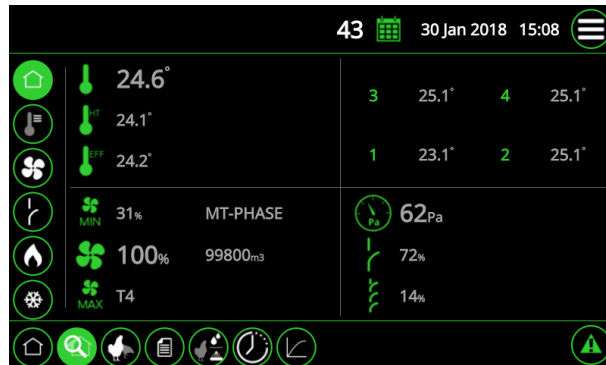 43 30 Jan 2018 15:08
24.6°
HT 24.1°
EFF 24.2°
3 25.1° 4 25.1°
1 23.1° 2 25.1°
MIN 31% MT-PHASE
100% 99800m3
MAX T4
Pa 62Pa
72%
14%